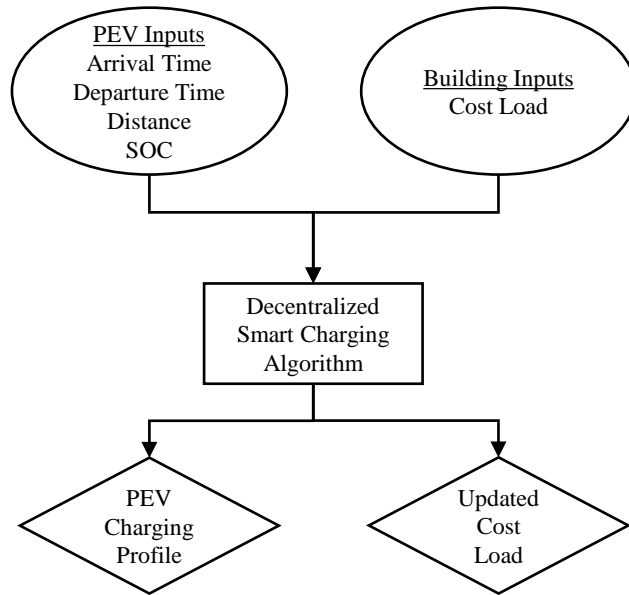 PEV Inputs
Arrival Time
Departure Time
Distance
SOC
Building Inputs
Cost Load
Decentralized
Smart Charging
Algorithm
PEV
Charging
Profile
Updated
Cost
Load